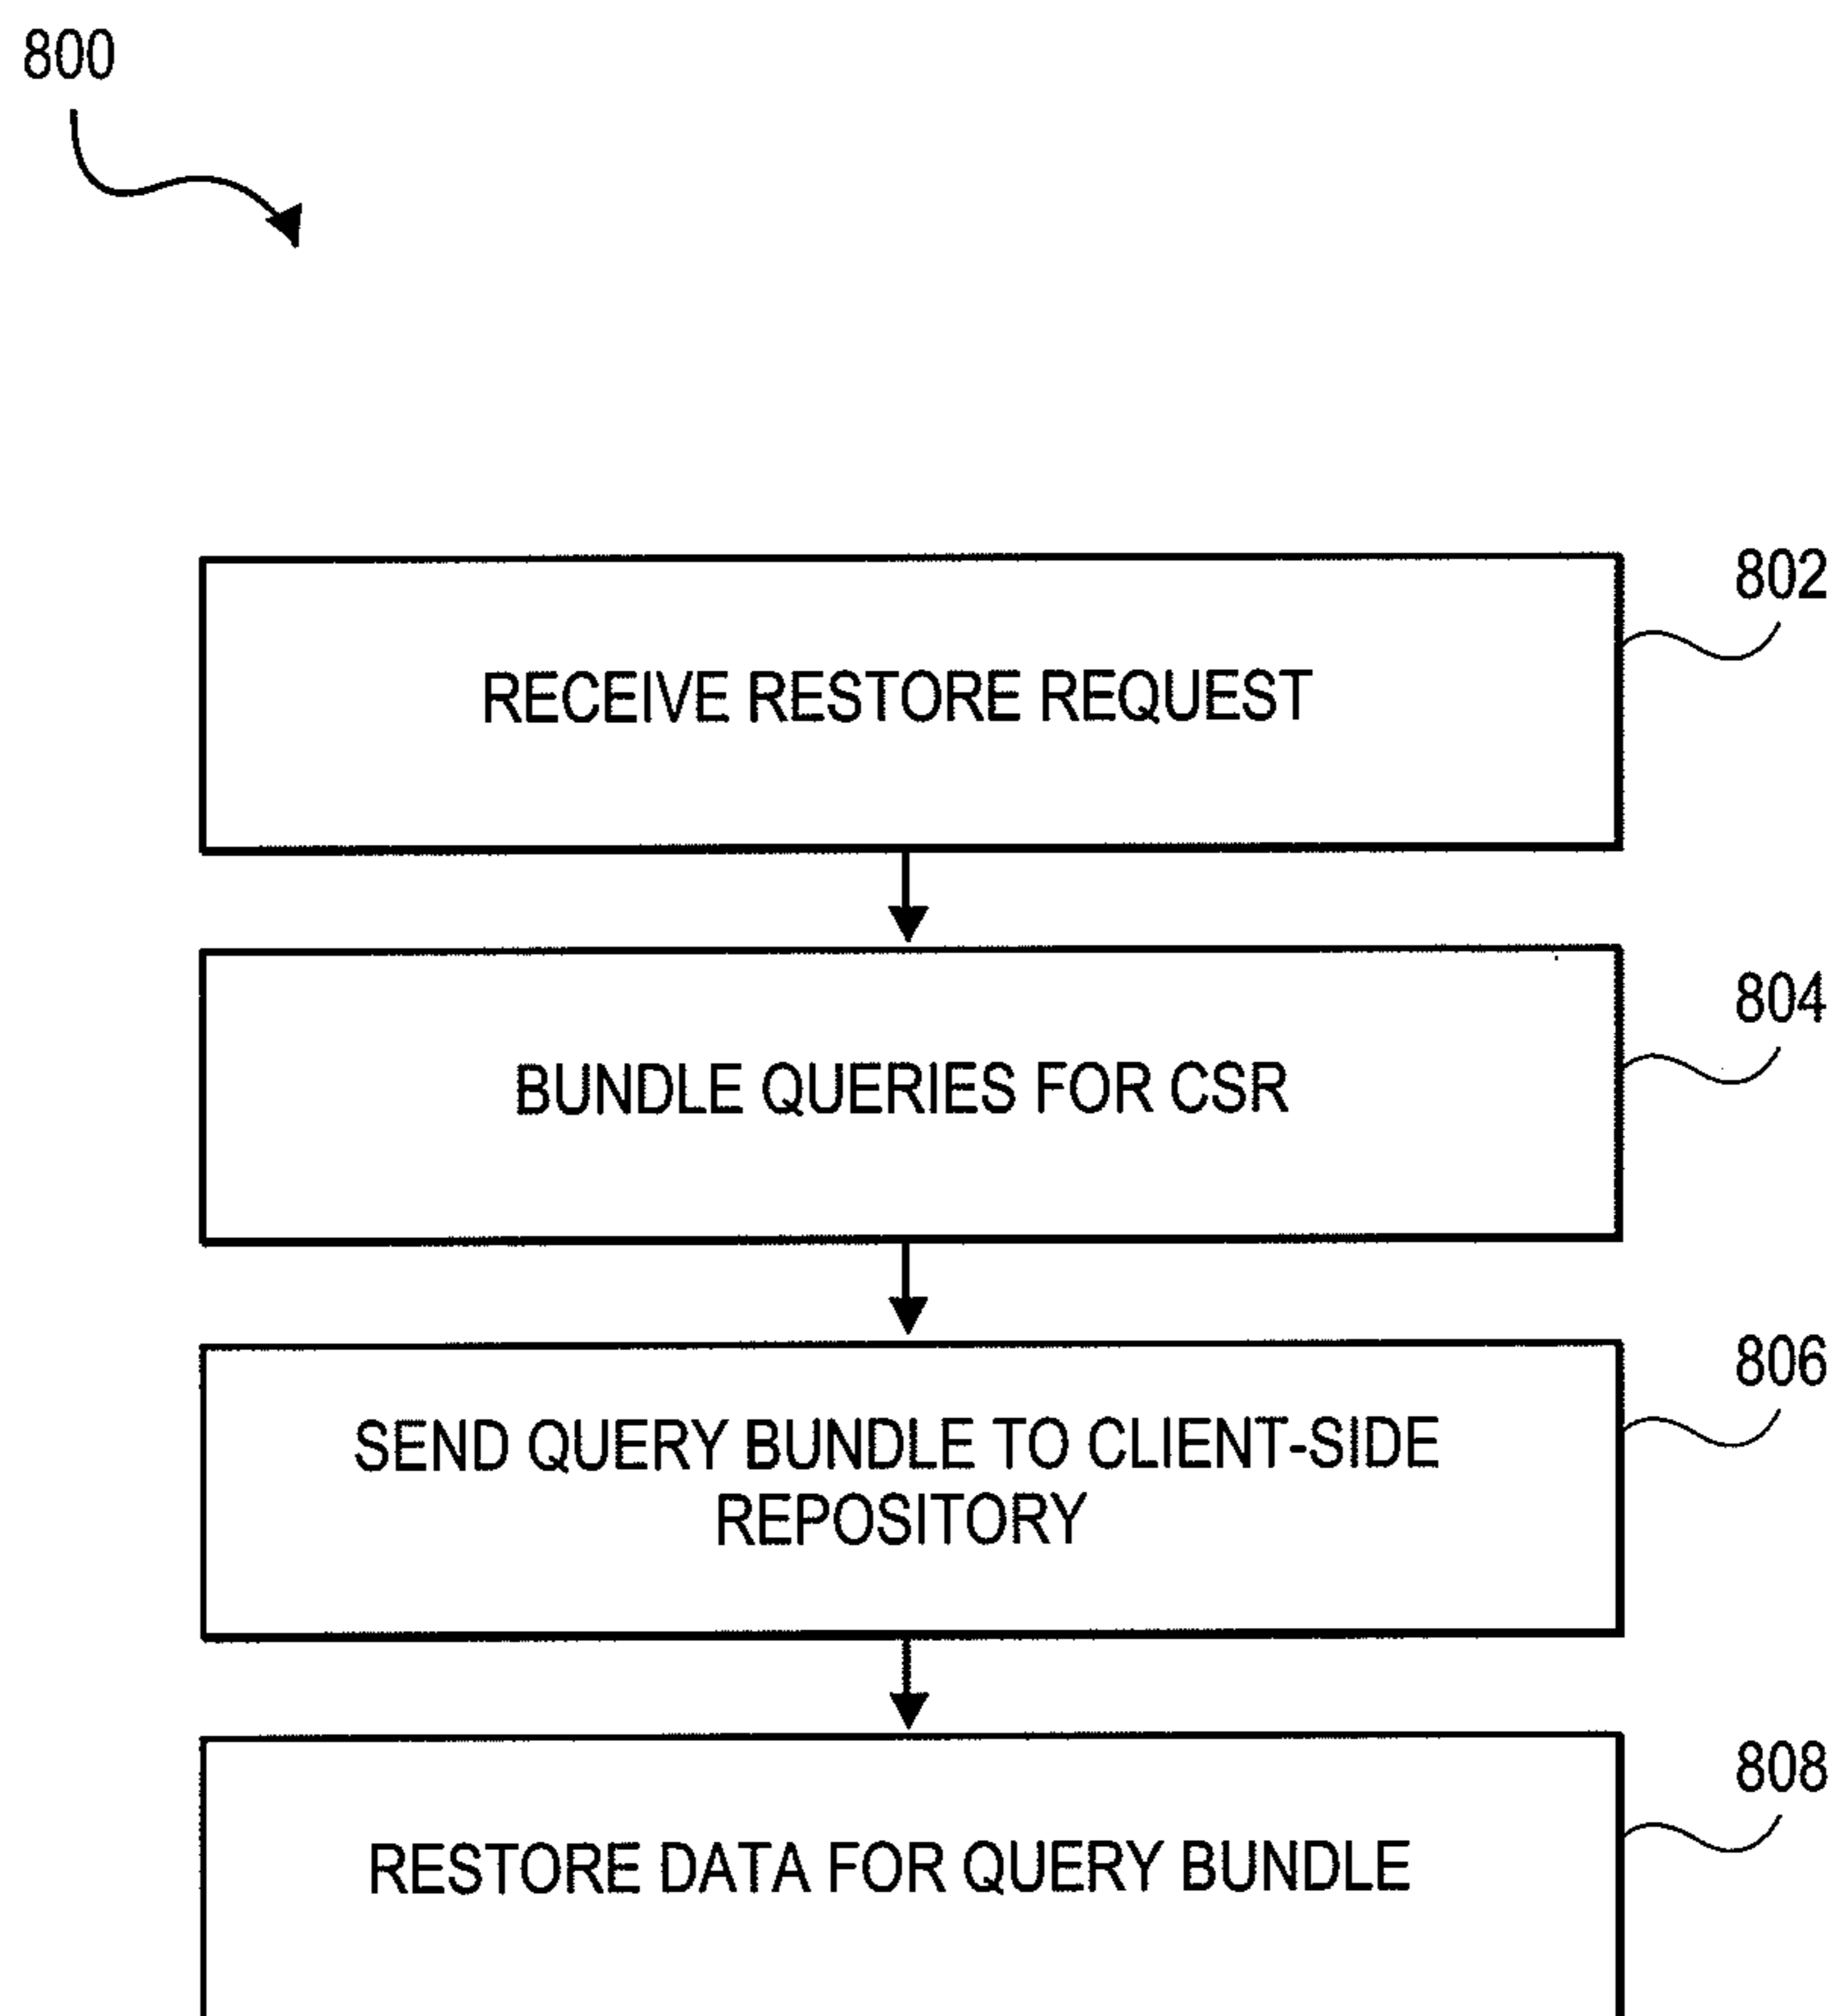 800
802
RECEIVE RESTORE REQUEST
804
BUNDLE QUERIES FOR CSR
806
SEND QUERY BUNDLE TO CLIENT-SIDE
REPOSITORY
808
RESTORE DATA FOR QUERY BUNDLE